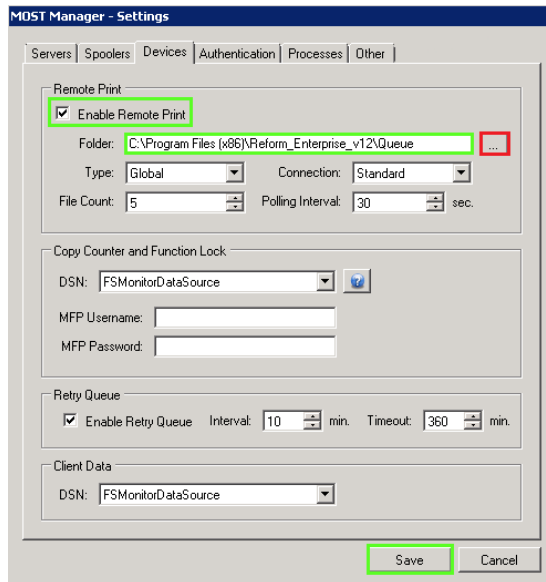 MOST Manager - Settings
Servers Spoolers Devices Authentication Processes Other
Remote Print
Enable Remote Print
Folder: C:\Program Files (x86)\Reform_Enterprise_v12\Queue ...
Type: Global Connection: Standard
File Count: 5 Polling Interval: 30 sec.
Copy Counter and Function Lock
DSN: FSMonitorDataSource ?
MFP Username:
MFP Password:
Retry Queue
Enable Retry Queue Interval: 10 min. Timeout: 360 min.
Client Data
DSN: FSMonitorDataSource
Save Cancel